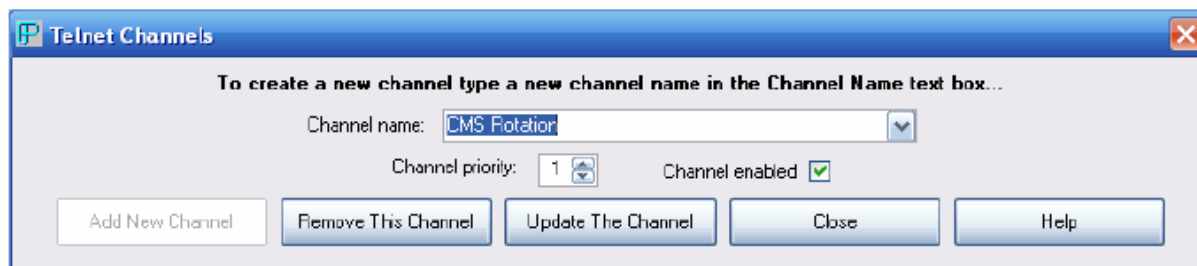 Telnet Channels
To create a new channel type a new channel name in the Channel Name text box...
Channel name: CMS Rotation
Channel priority: 1 Channel enabled
Add New Channel Remove This Channel Update The Channel Close Help